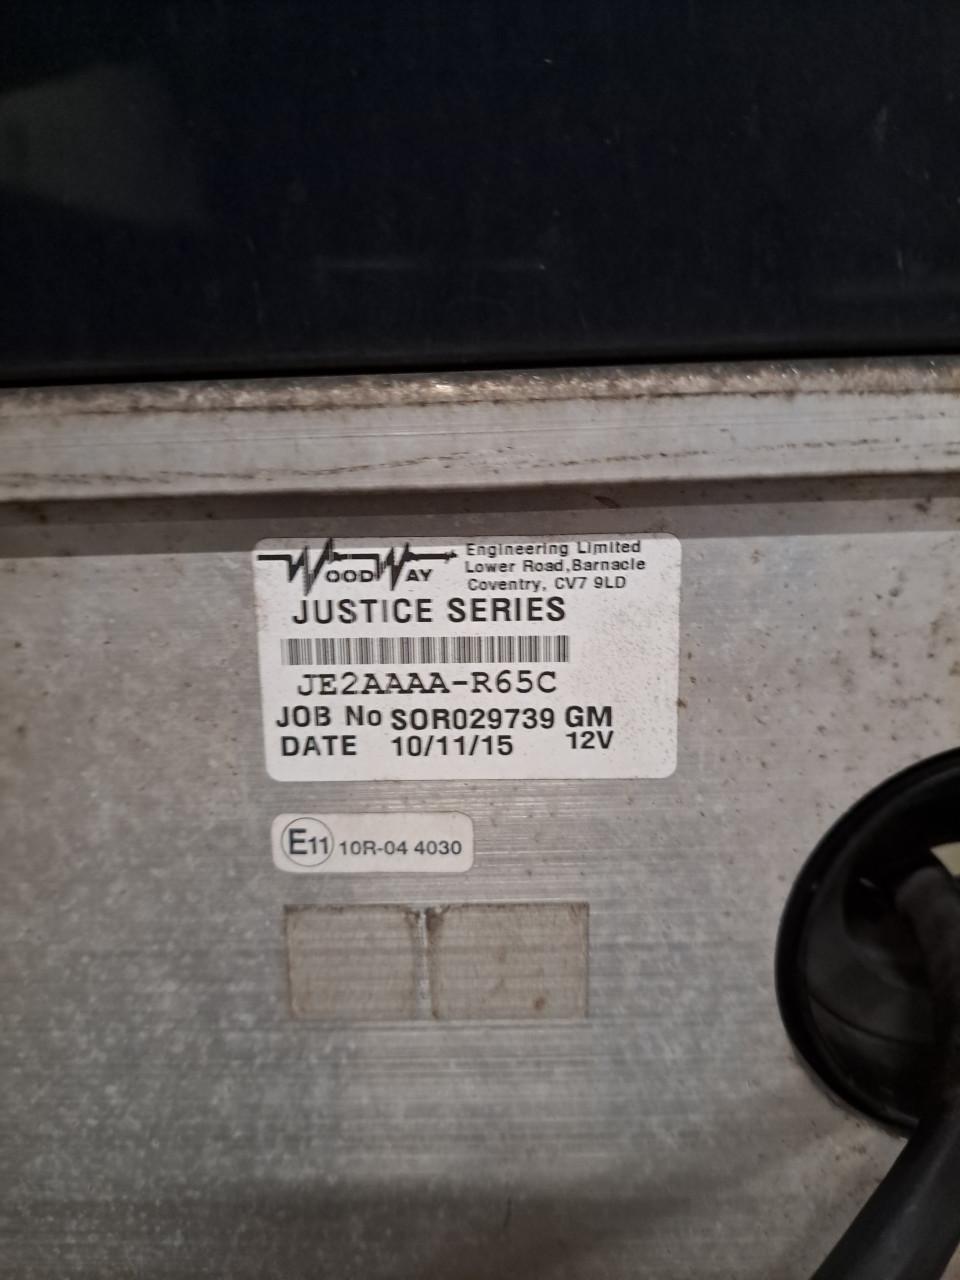 WOODWAY Engineering Limited
Lower Road,Barnacle
Coventry, CV7 9LD
JUSTICE SERIES
JE2AAAA-R65C
JOB No SOR029739 GM
DATE 10/11/15 12V
E11 10R-04 4030